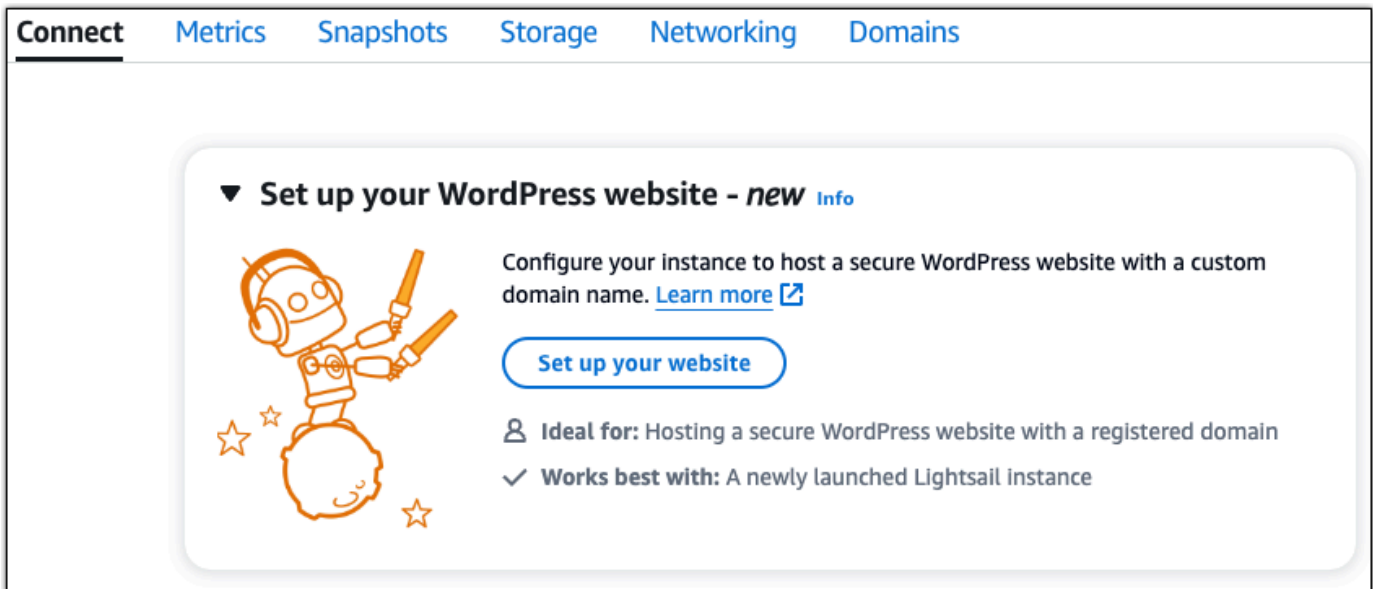 Connect Metrics Snapshots Storage Networking Domains
Set up your WordPress website - new Info
Configure your instance to host a secure WordPress website with a custom
domain name. Learn more
Set up your website
Ideal for: Hosting a secure WordPress website with a registered domain
Works best with: A newly launched Lightsail instance